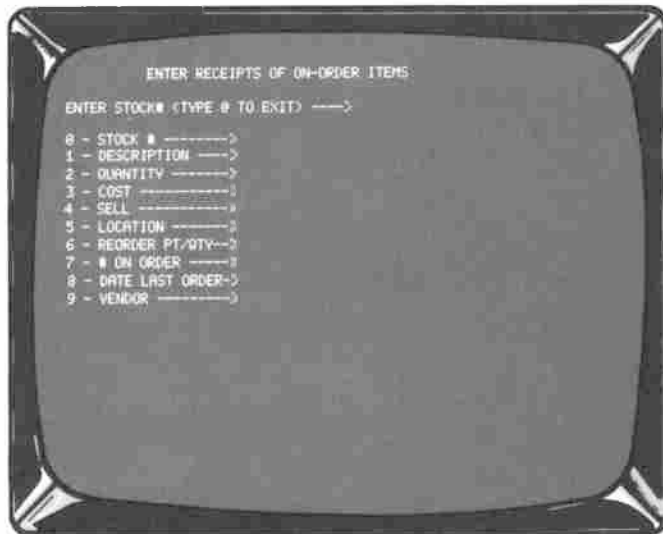 ENTER RECEIPTS OF ON-ORDER ITEMS
ENTER STOCK# (TYPE @ TO EXIT) ---->
0 - STOCK # -------->
1 - DESCRIPTION ---->
2 - QUANTITY ------->
3 - COST ----------->
4 - SELL ----------->
5 - LOCATION ------->
6 - REORDER PT/QTY-->
7 - # ON ORDER ----->
8 - DATE LAST ORDER->
9 - VENDOR --------->